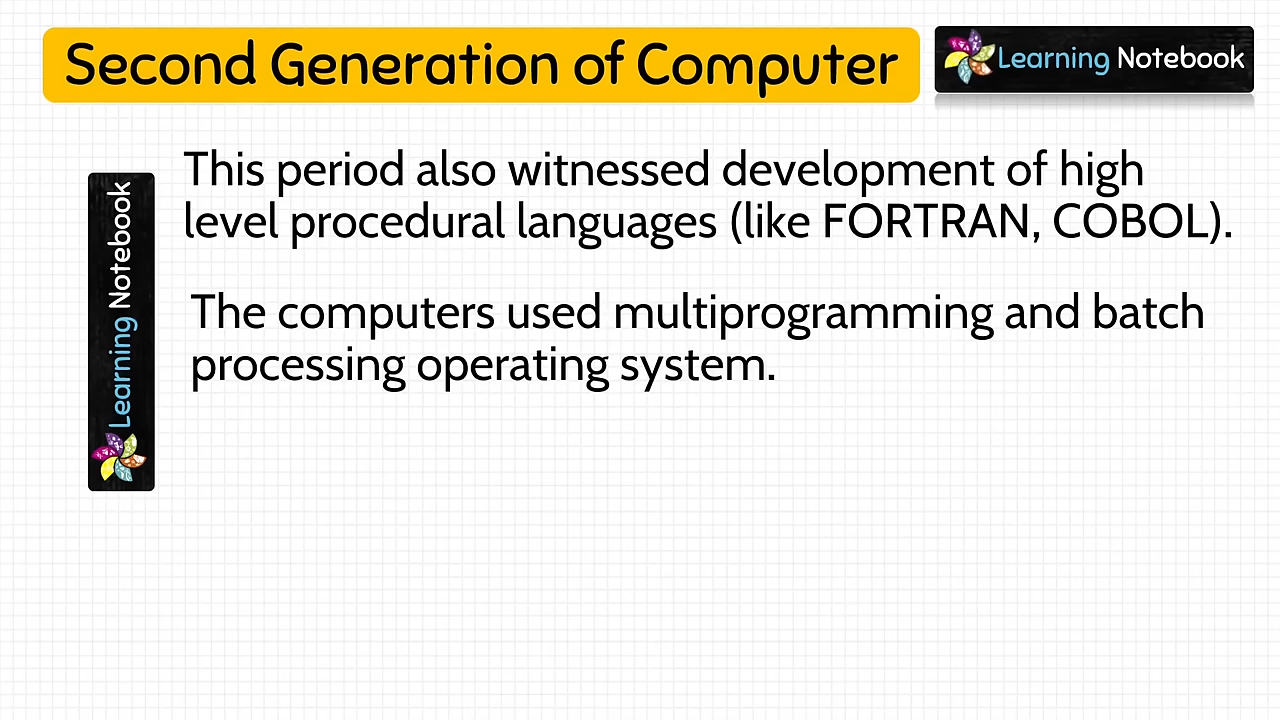 Second Generation of Computer
Learning Notebook
This period also witnessed development of high
level procedural languages (like FORTRAN, COBOL).
The computers used multiprogramming and batch
processing operating system.
Learning Notebook